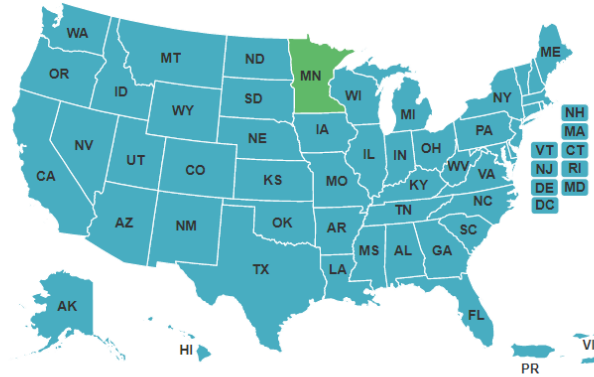 WA
MT
ND
MN
ME
OR
ID
SD
WI
NY
WY
MI
IA
NE
PA
NH
MA
NV
UT
CO
IL
IN
OH
VT
CT
CA
KS
MO
WV
VA
NJ
RI
KY
DE
MD
NC
DC
TN
AZ
NM
OK
AR
SC
MS
AL
GA
TX
LA
AK
FL
HI
VI
PR